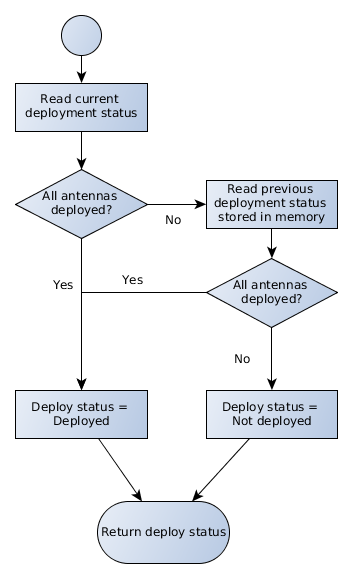 Read current
deployment status
All antennas
deployed?
No
Read previous
deployment status
stored in memory
Yes
Yes
All antennas
deployed?
No
Deploy status =
Deployed
Deploy status =
Not deployed
Return deploy status